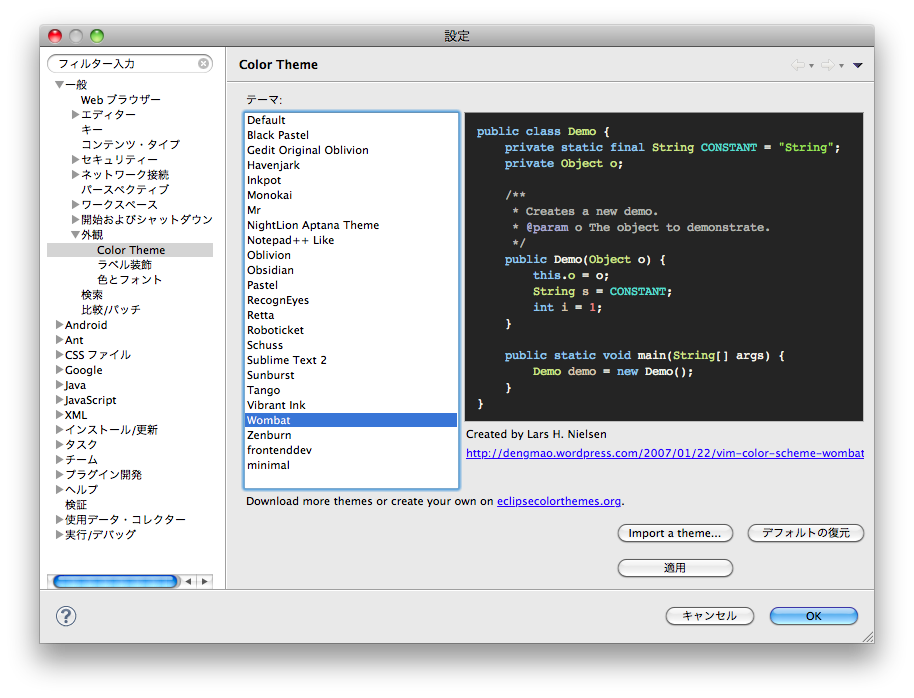 設定
フィルター入力
一般
Web ブラウザー
エディター
キー
コンテンツ・タイプ
セキュリティー
ネットワーク接続
パースペクティブ
ワークスペース
開始およびシャットダウン
外観
Color Theme
ラベル装飾
色とフォント
検索
比較/パッチ
Android
Ant
CSS ファイル
Google
Java
JavaScript
XML
インストール/更新
タスク
チーム
プラグイン開発
ヘルプ
検証
使用データ・コレクター
実行/デバッグ
Color Theme
テーマ:
Default
Black Pastel
Gedit Original Oblivion
Havenjark
Inkpot
Monokai
Mr
NightLion Aptana Theme
Notepad++ Like
Oblivion
Obsidian
Pastel
RecognEyes
Retta
Roboticket
Schuss
Sublime Text 2
Sunburst
Tango
Vibrant Ink
Wombat
Zenburn
frontenddev
minimal
public class Demo {
private static final String CONSTANT = "String";
private Object o;
/**
* Creates a new demo.
* @param o The object to demonstrate.
*/
public Demo(Object o) {
this.o = o;
String s = CONSTANT;
int i = 1;
}
public static void main(String[] args) {
Demo demo = new Demo();
}
}
Created by Lars H. Nielsen
http://dengmao.wordpress.com/2007/01/22/vim-color-scheme-wombat
Download more themes or create your own on eclipsecolorthemes.org.
Import a theme...
デフォルトの復元
適用
?
キャンセル
OK